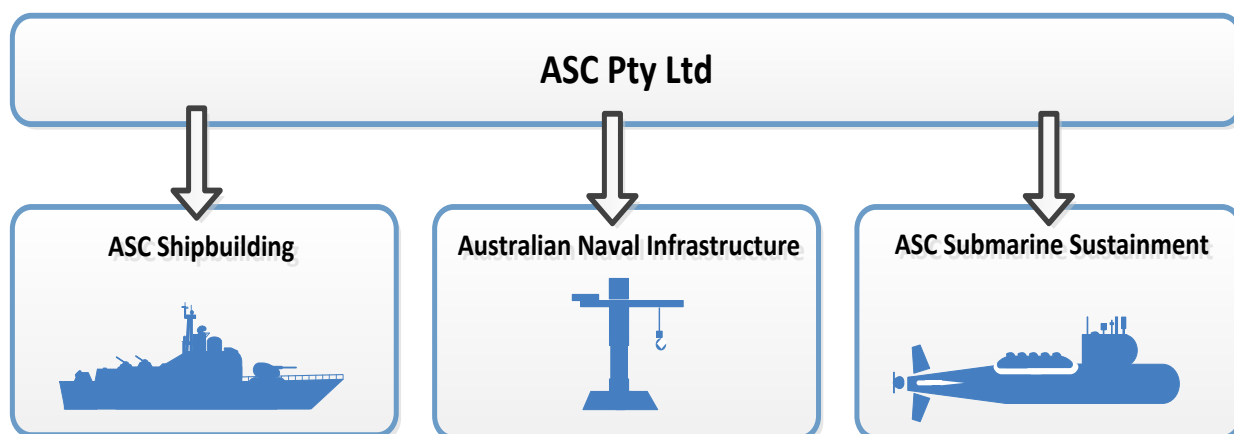 ASC Pty Ltd
ASC Shipbuilding
Australian Naval Infrastructure
ASC Submarine Sustainment